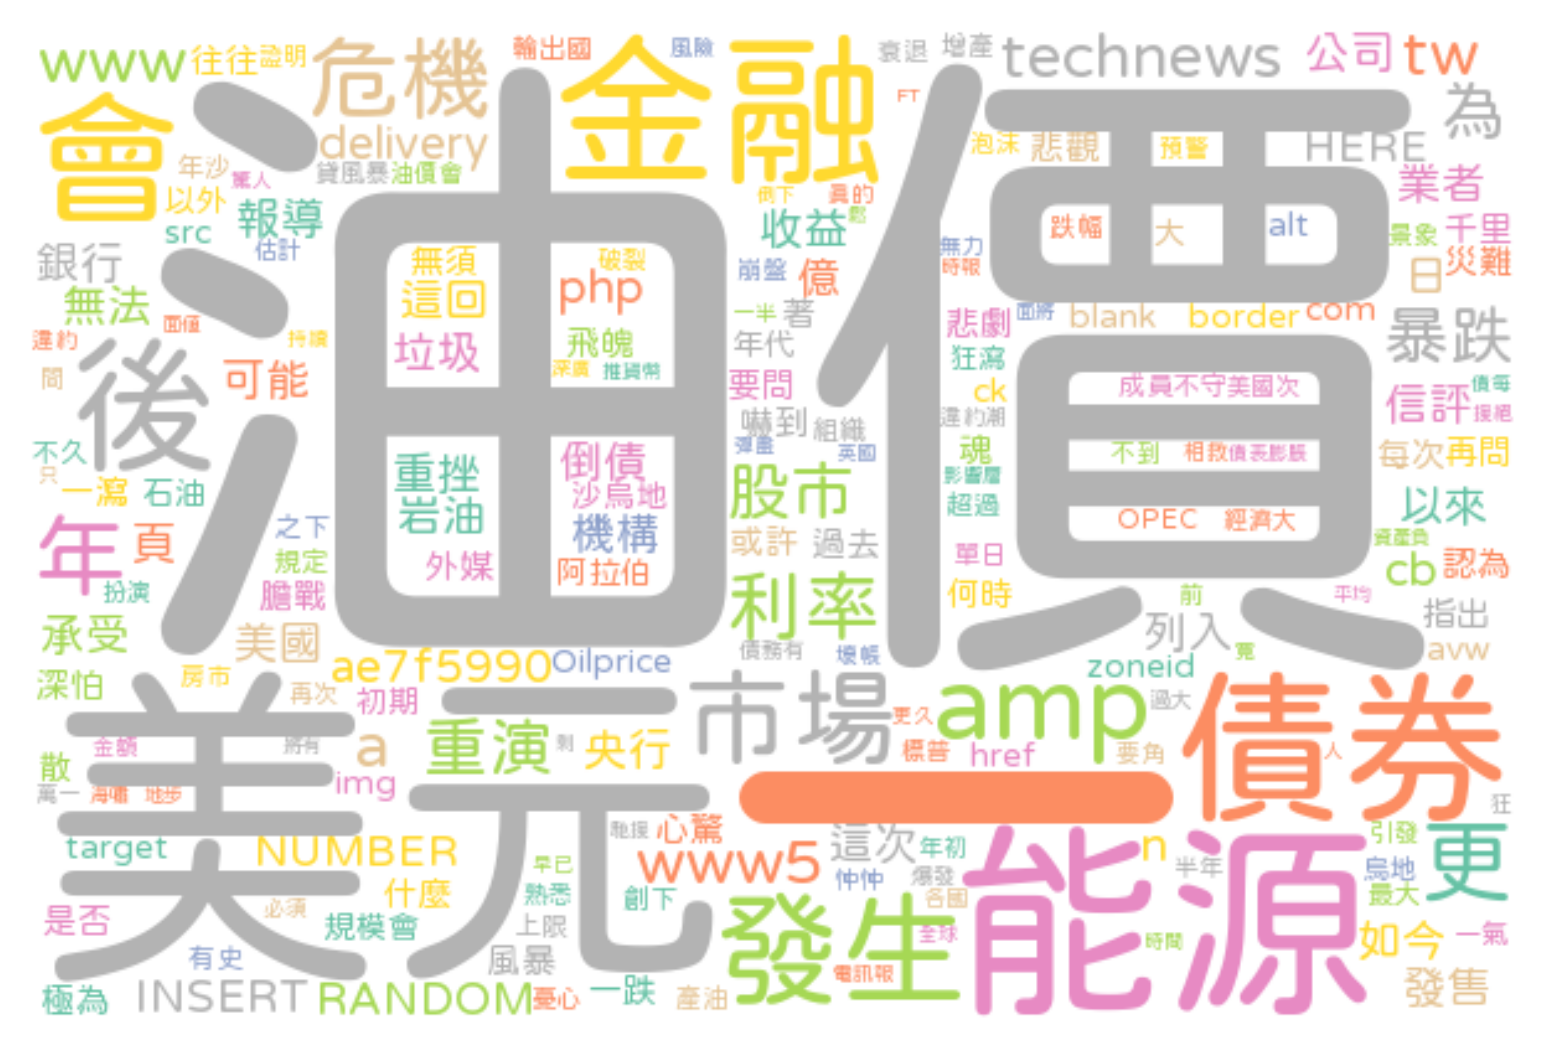 www 往往 證明 危機 輸出國 金融 風險 衰退 增產 technews 公司 tw
會 delivery FT 泡沫 悲觀 預警 HERE 為
年沙 驚人 貸風暴 油價會 倒下 真的 業者
以外 報導 收益 鬆 跌幅 大 alt 景象 千里
src 估計 無力 時報 災難
銀行 無須 破裂 崩盤 億 日
無法 這回 php 一半 著 悲劇 面將 blank border com
違約 面值 持續 垃圾 飛魄 年代 狂瀉 暴跌
間 後 可能 深廣 推貨幣 要問 ck 成員不守 美國次 信評 債每 援絕
油價
嚇到 組織 違約潮
不久 重挫 倒債 彈盡 英國 魂 不到 相救 債表膨脹 每次 再問
只 一瀉 石油 岩油 沙烏地 股市 影響層 超過 以來
年 頁 之下 機構 或許 過去 OPEC 經濟大 資產負
規定 外媒 阿拉伯 單日 cb 認為
扮演 膽戰 利率 何時 前 平均 指出
承受 美國 債務有 壞帳 列入 寬 avw
深怕 房市 ae7f5990 Oilprice zoneid
再次 初期 市場 更久 amp 過大 債券
美元
金額 將有 a 重演 刺 央行 標普 href 要角 人
散 img 一
萬一 海嘯 地步 馳援 心驚 這次 年初 狂
target NUMBER www5 能源 n 半年 引發 更
早已 仲仲 爆發 烏地
什麼 熟悉 創下 各國 最大
必須 發生
是否 規模會 上限 全球 時間 如今 一氣
有史 風暴 電訊報
極為 INSERT RANDOM 憂心 一跌 產油 發售